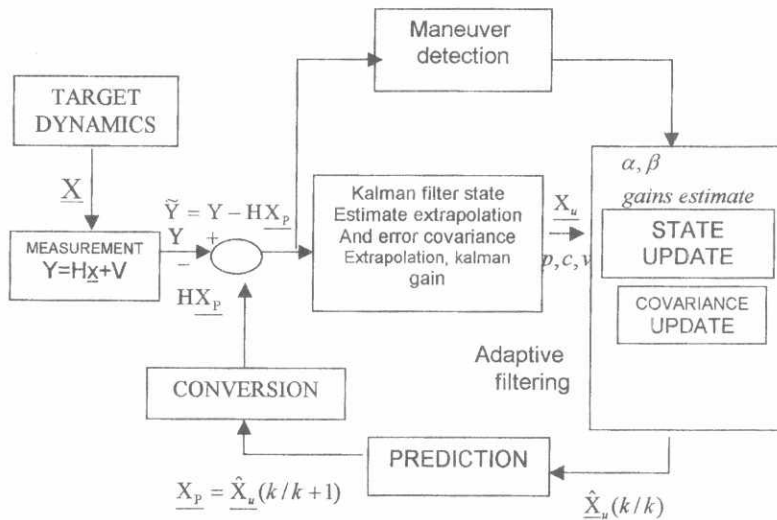 Maneuver
detection
TARGET
DYNAMICS
X
MEASUREMENT
Y=Hx+V
Ỹ = Y − HX_P
Y
+
−
HX_P
Kalman filter state
Estimate extrapolation
And error covariance
Extrapolation, kalman
gain
X_u
p, c, v
α, β
gains estimate
STATE
UPDATE
COVARIANCE
UPDATE
Adaptive
filtering
CONVERSION
PREDICTION
X_P = X̂_u(k/k+1)
X̂_u(k/k)